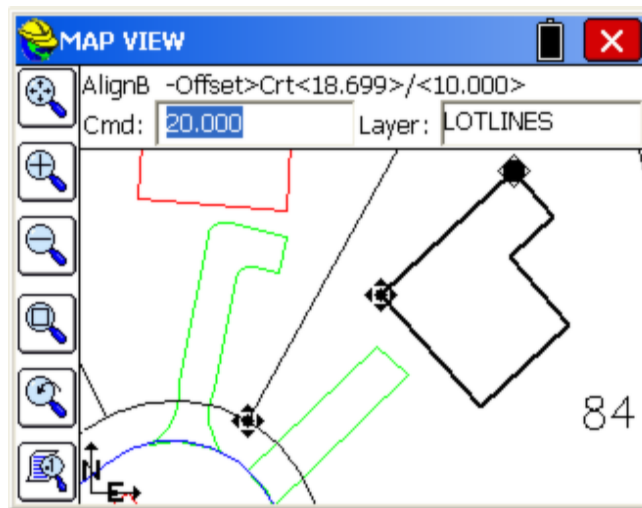 MAP VIEW
AlignB -Offset>Crt<18.699>/<10.000>
Cmd: 20.000 Layer: LOTLINES
84
N
E